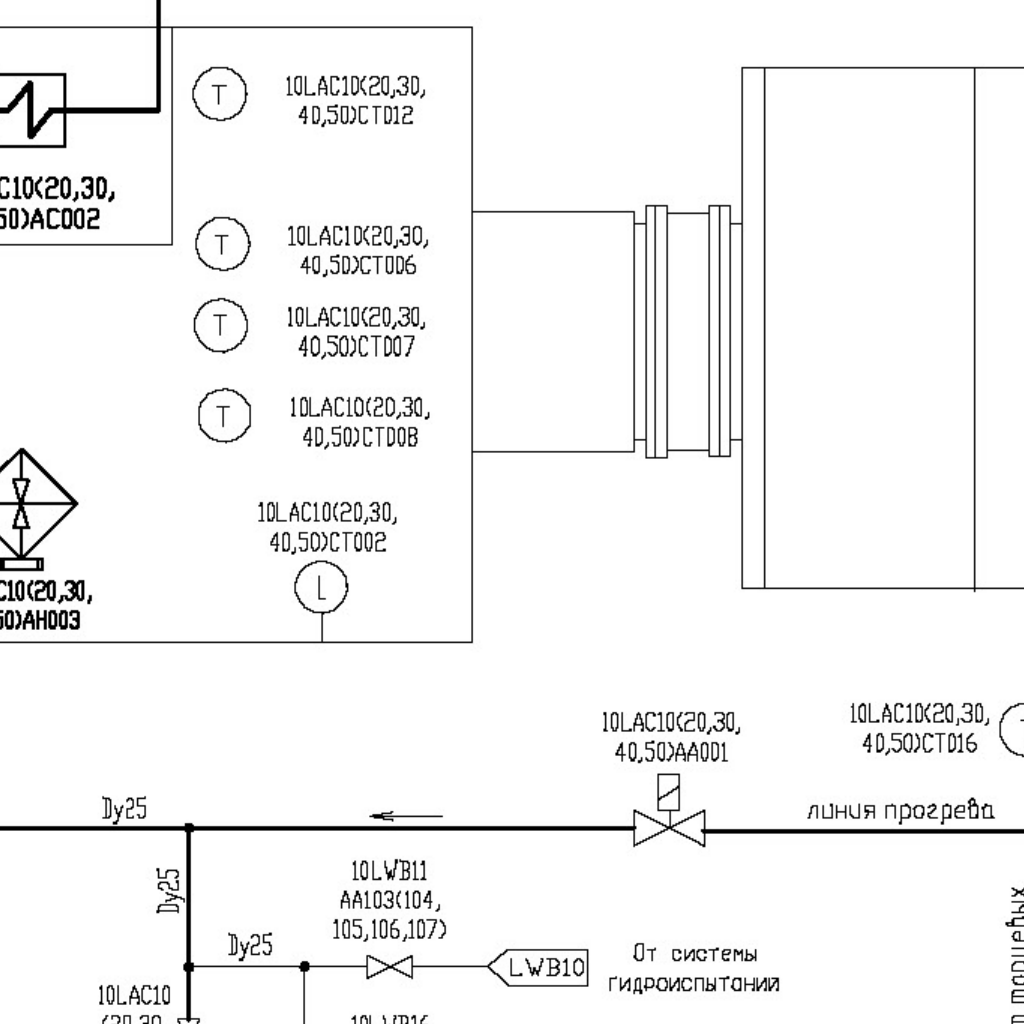 T
10LAC10(20,30,
40,50)CT012
C10(20,30,
50)AC002
T
10LAC10(20,30,
40,50)CT006
T
10LAC10(20,30,
40,50)CT007
T
10LAC10(20,30,
40,50)CT008
10LAC10(20,30,
40,50)CT002
L
C10(20,30,
50)AH003
10LAC10(20,30,
40,50)AA001
10LAC10(20,30,
40,50)CT016
Dy25
линия прогрева
Dy25
10LWB11
AA103(104,
105,106,107)
Dy25
LWB10
От системы
гидроиспытаний
10LAC10